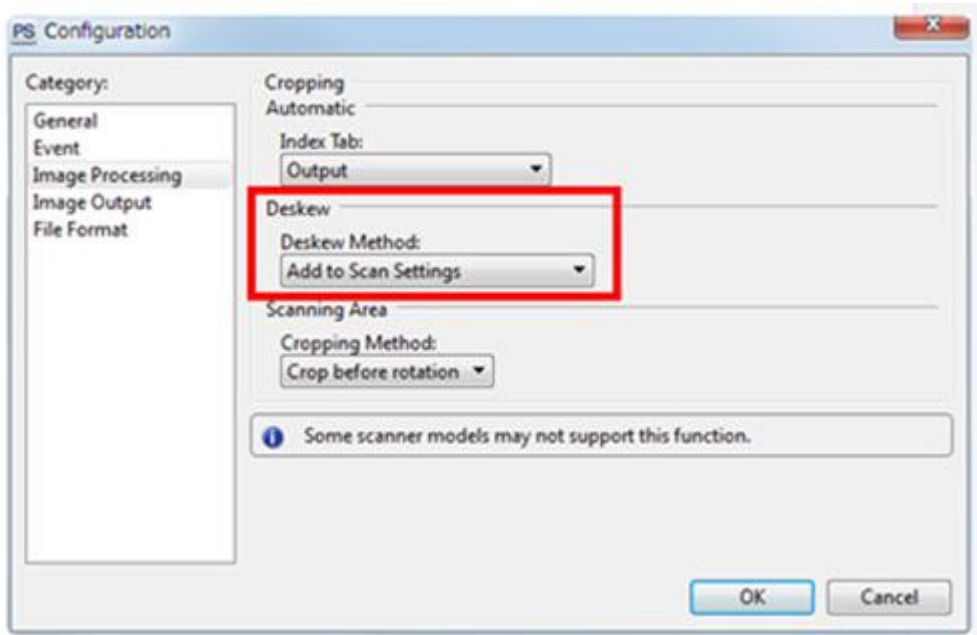 PS Configuration
Category:
General
Event
Image Processing
Image Output
File Format
Cropping
Automatic
Index Tab:
Output
Deskew
Deskew Method:
Add to Scan Settings
Scanning Area
Cropping Method:
Crop before rotation
Some scanner models may not support this function.
OK Cancel